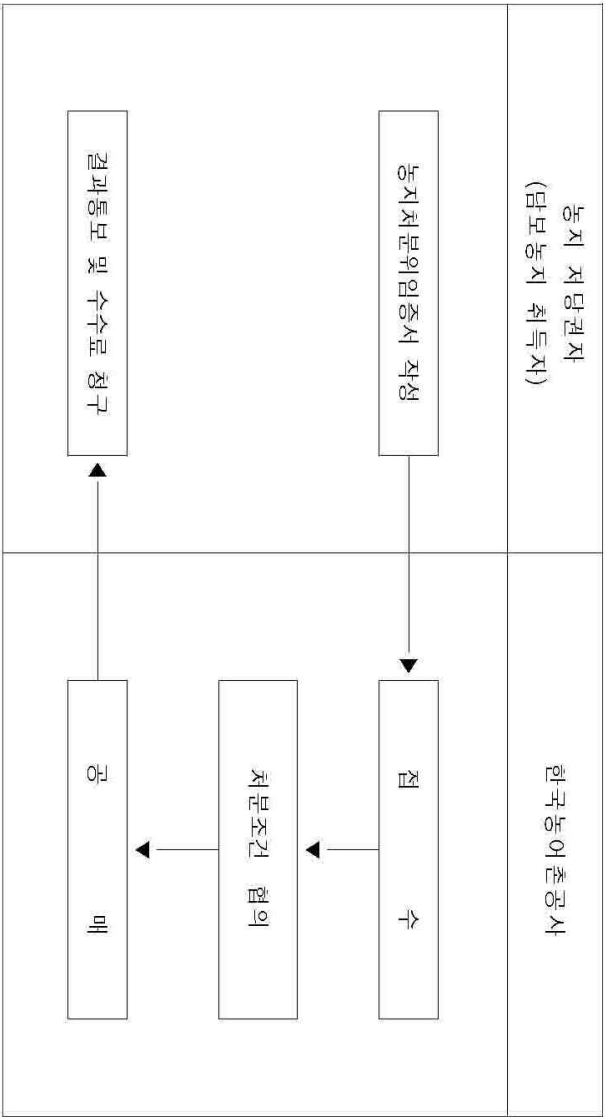 농지 저당권자
(담보농지 취득자)
한국농어촌공사
농지처분위임증서 작성
접 수
처분조건 협의
공 매
결과통보 및 수수료 청구